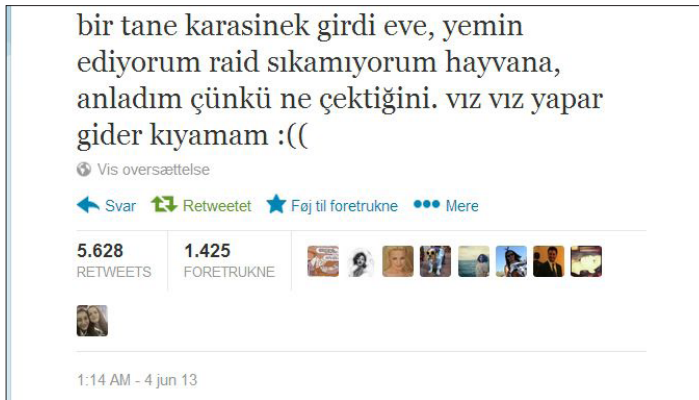 bir tane karasinek girdi eve, yemin
ediyorum raid sıkamıyorum hayvana,
anladım çünkü ne çektiğini. vız vız yapar
gider kıyamam :((
Vis oversættelse
Svar Retweetet Føj til foretrukne Mere
5.628 1.425
RETWEETS FORETRUKNE
1:14 AM - 4 jun 13